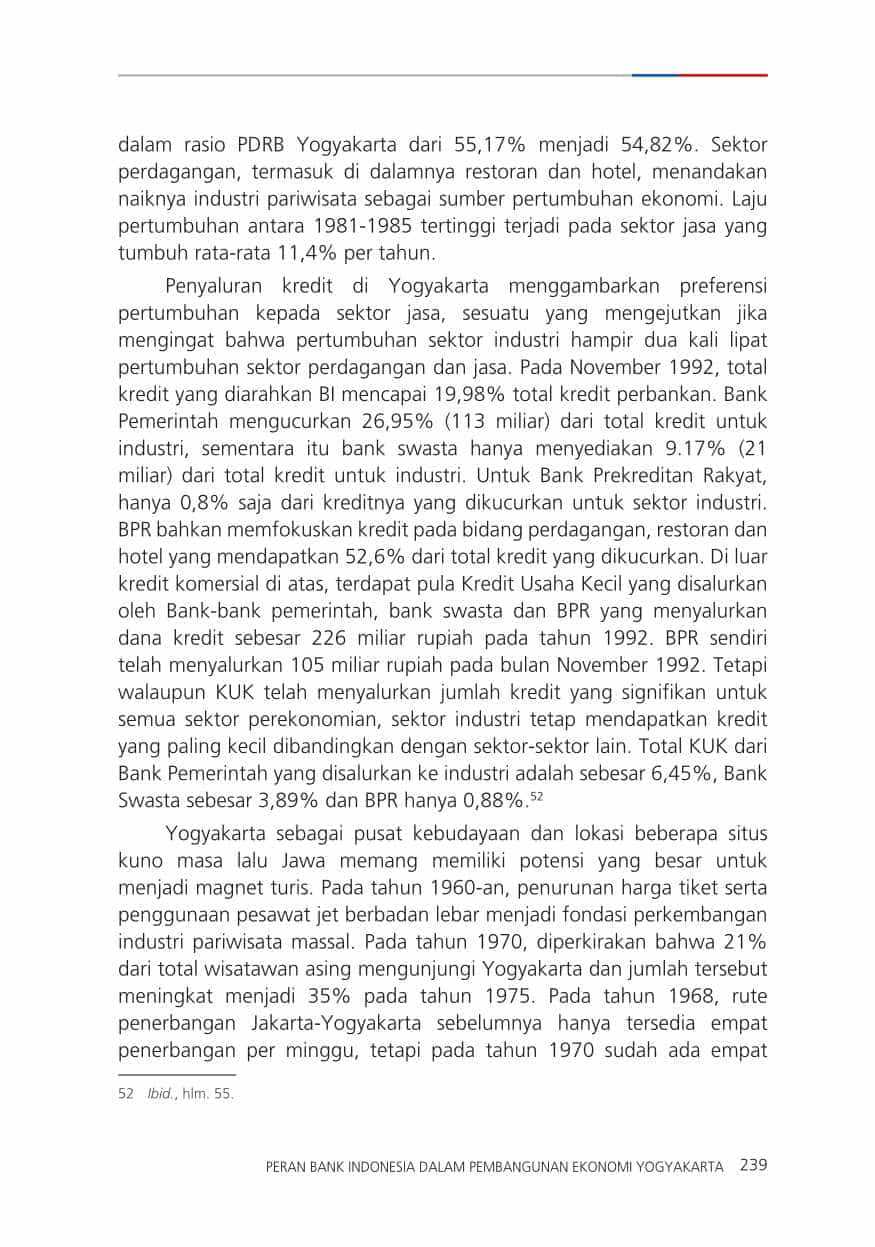 dalam rasio PDRB Yogyakarta dari 55,17% menjadi 54,82%. Sektor
perdagangan, termasuk di dalamnya restoran dan hotel, menandakan
naiknya industri pariwisata sebagai sumber pertumbuhan ekonomi. Laju
pertumbuhan antara 1981-1985 tertinggi terjadi pada sektor jasa yang
tumbuh rata-rata 11,4% per tahun.
Penyaluran kredit di Yogyakarta menggambarkan preferensi
pertumbuhan kepada sektor jasa, sesuatu yang mengejutkan jika
mengingat bahwa pertumbuhan sektor industri hampir dua kali lipat
pertumbuhan sektor perdagangan dan jasa. Pada November 1992, total
kredit yang diarahkan BI mencapai 19,98% total kredit perbankan. Bank
Pemerintah mengucurkan 26,95% (113 miliar) dari total kredit untuk
industri, sementara itu bank swasta hanya menyediakan 9.17% (21
miliar) dari total kredit untuk industri. Untuk Bank Prekreditan Rakyat,
hanya 0,8% saja dari kreditnya yang dikucurkan untuk sektor industri.
BPR bahkan memfokuskan kredit pada bidang perdagangan, restoran dan
hotel yang mendapatkan 52,6% dari total kredit yang dikucurkan. Di luar
kredit komersial di atas, terdapat pula Kredit Usaha Kecil yang disalurkan
oleh Bank-bank pemerintah, bank swasta dan BPR yang menyalurkan
dana kredit sebesar 226 miliar rupiah pada tahun 1992. BPR sendiri
telah menyalurkan 105 miliar rupiah pada bulan November 1992. Tetapi
walaupun KUK telah menyalurkan jumlah kredit yang signifikan untuk
semua sektor perekonomian, sektor industri tetap mendapatkan kredit
yang paling kecil dibandingkan dengan sektor-sektor lain. Total KUK dari
Bank Pemerintah yang disalurkan ke industri adalah sebesar 6,45%, Bank
Swasta sebesar 3,89% dan BPR hanya 0,88%.52
Yogyakarta sebagai pusat kebudayaan dan lokasi beberapa situs
kuno masa lalu Jawa memang memiliki potensi yang besar untuk
menjadi magnet turis. Pada tahun 1960-an, penurunan harga tiket serta
penggunaan pesawat jet berbadan lebar menjadi fondasi perkembangan
industri pariwisata massal. Pada tahun 1970, diperkirakan bahwa 21%
dari total wisatawan asing mengunjungi Yogyakarta dan jumlah tersebut
meningkat menjadi 35% pada tahun 1975. Pada tahun 1968, rute
penerbangan Jakarta-Yogyakarta sebelumnya hanya tersedia empat
penerbangan per minggu, tetapi pada tahun 1970 sudah ada empat
52 Ibid., hlm. 55.
PERAN BANK INDONESIA DALAM PEMBANGUNAN EKONOMI YOGYAKARTA 239